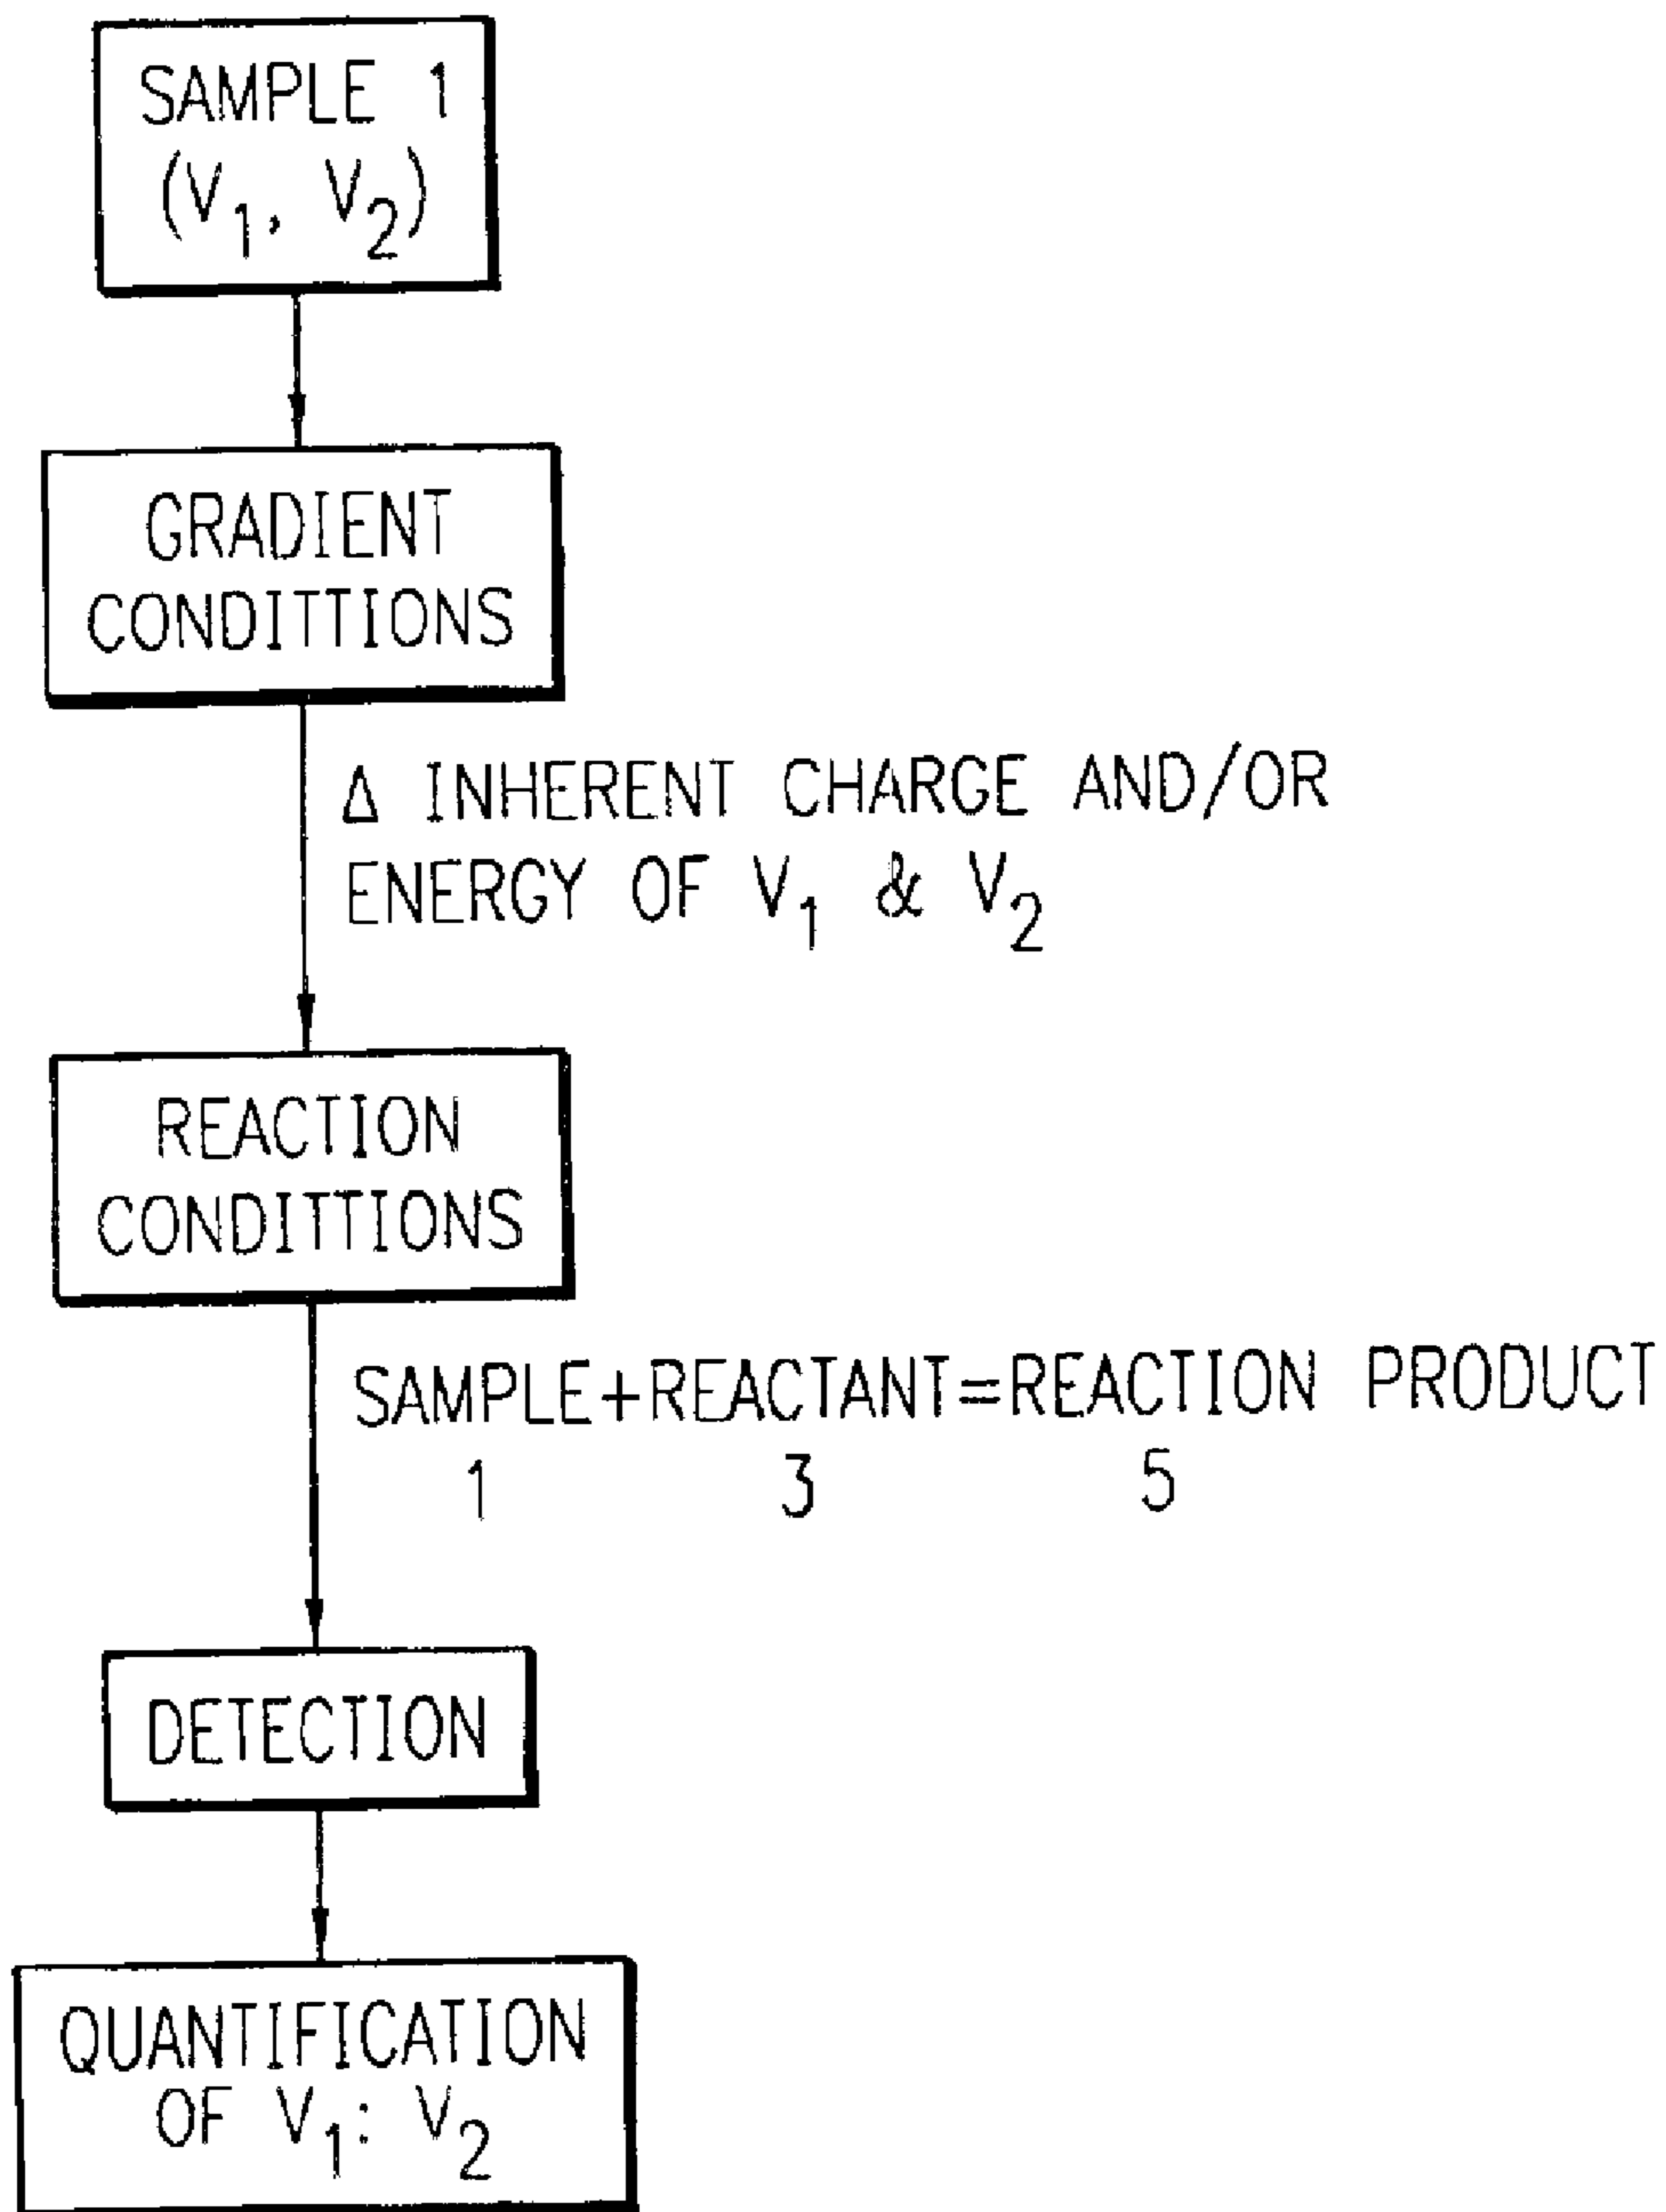 SAMPLE 1
(V1, V2)
GRADIENT
CONDITTIONS
Δ INHERENT CHARGE AND/OR
ENERGY OF V1 & V2
REACTION
CONDITTIONS
SAMPLE+REACTANT=REACTION PRODUCT
1 3 5
DETECTION
QUANTIFICATION
OF V1: V2